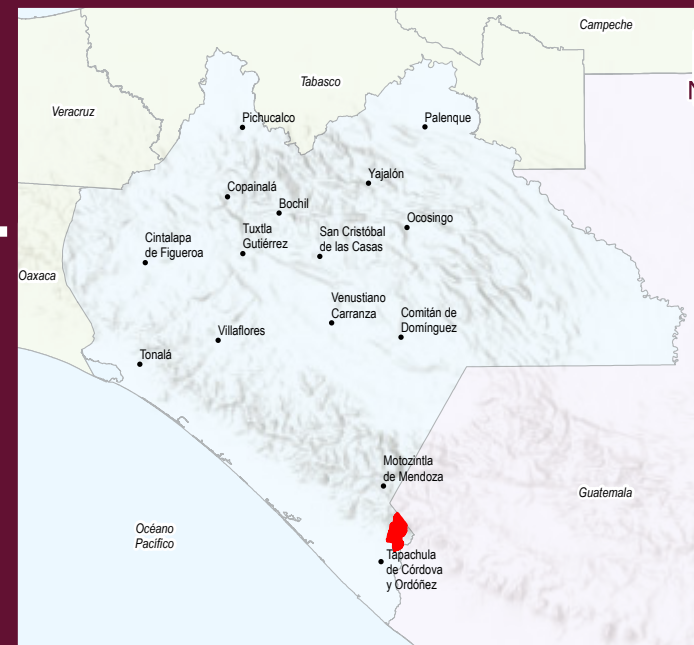 Campeche
N
Tabasco
Veracruz
Pichucalco
Palenque
Yajalón
Copainalá
Bochil
Ocosingo
Tuxtla
Gutiérrez
San Cristóbal
de las Casas
Cintalapa
de Figueroa
Oaxaca
Venustiano
Carranza
Comitán de
Domínguez
Villaflores
Tonalá
Motozintla
de Mendoza
Guatemala
Océano
Pacífico
Tapachula
de Córdova
y Ordóñez